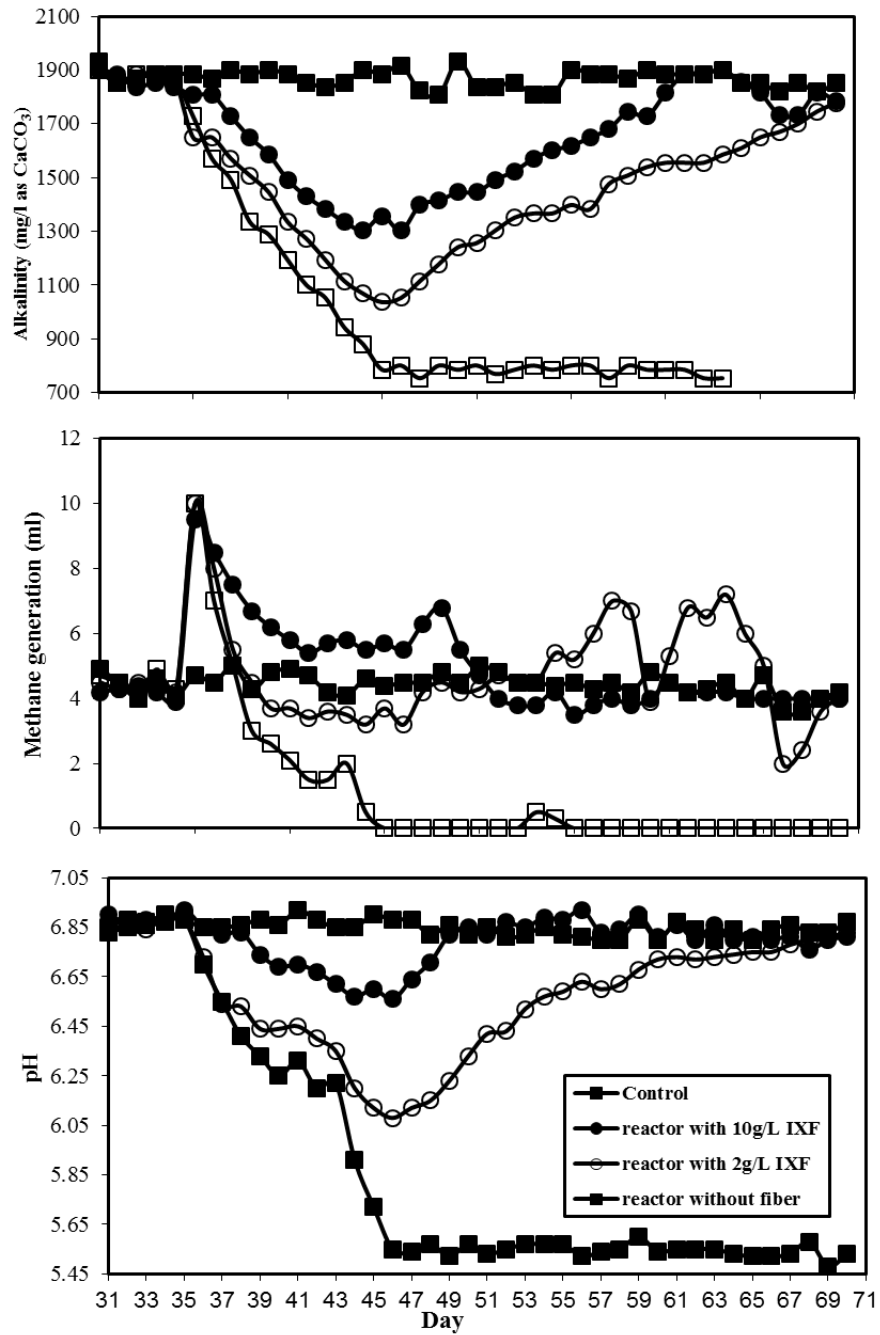 2100
1900
1700
1500
1300
1100
900
700
Alkalinity (mg/l as CaCO3)
12
10
8
6
4
2
0
Methane generation (ml)
7.05
6.85
6.65
6.45
6.25
6.05
5.85
5.65
5.45
pH
Control
reactor with 10g/L IXF
reactor with 2g/L IXF
reactor without fiber
31 33 35 37 39 41 43 45 47 49 51 53 55 57 59 61 63 65 67 69 71
Day